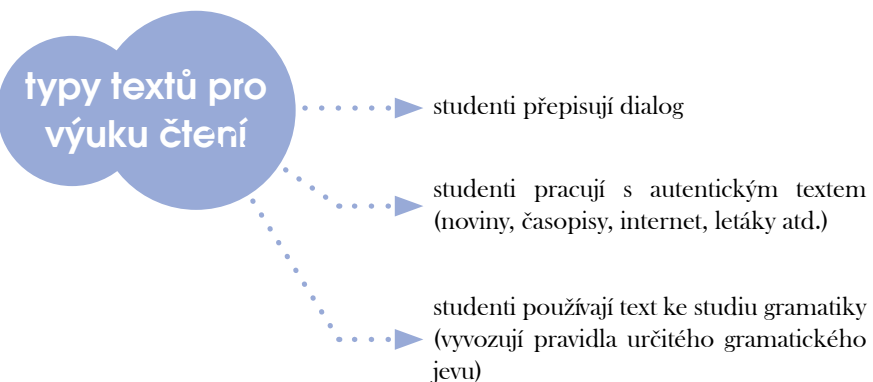 typy textů pro
výuku čtení
studenti přepisují dialog
studenti pracují s autentickým textem
(noviny, časopisy, internet, letáky atd.)
studenti používají text ke studiu gramatiky
(vyvozují pravidla určitého gramatického
jevu)